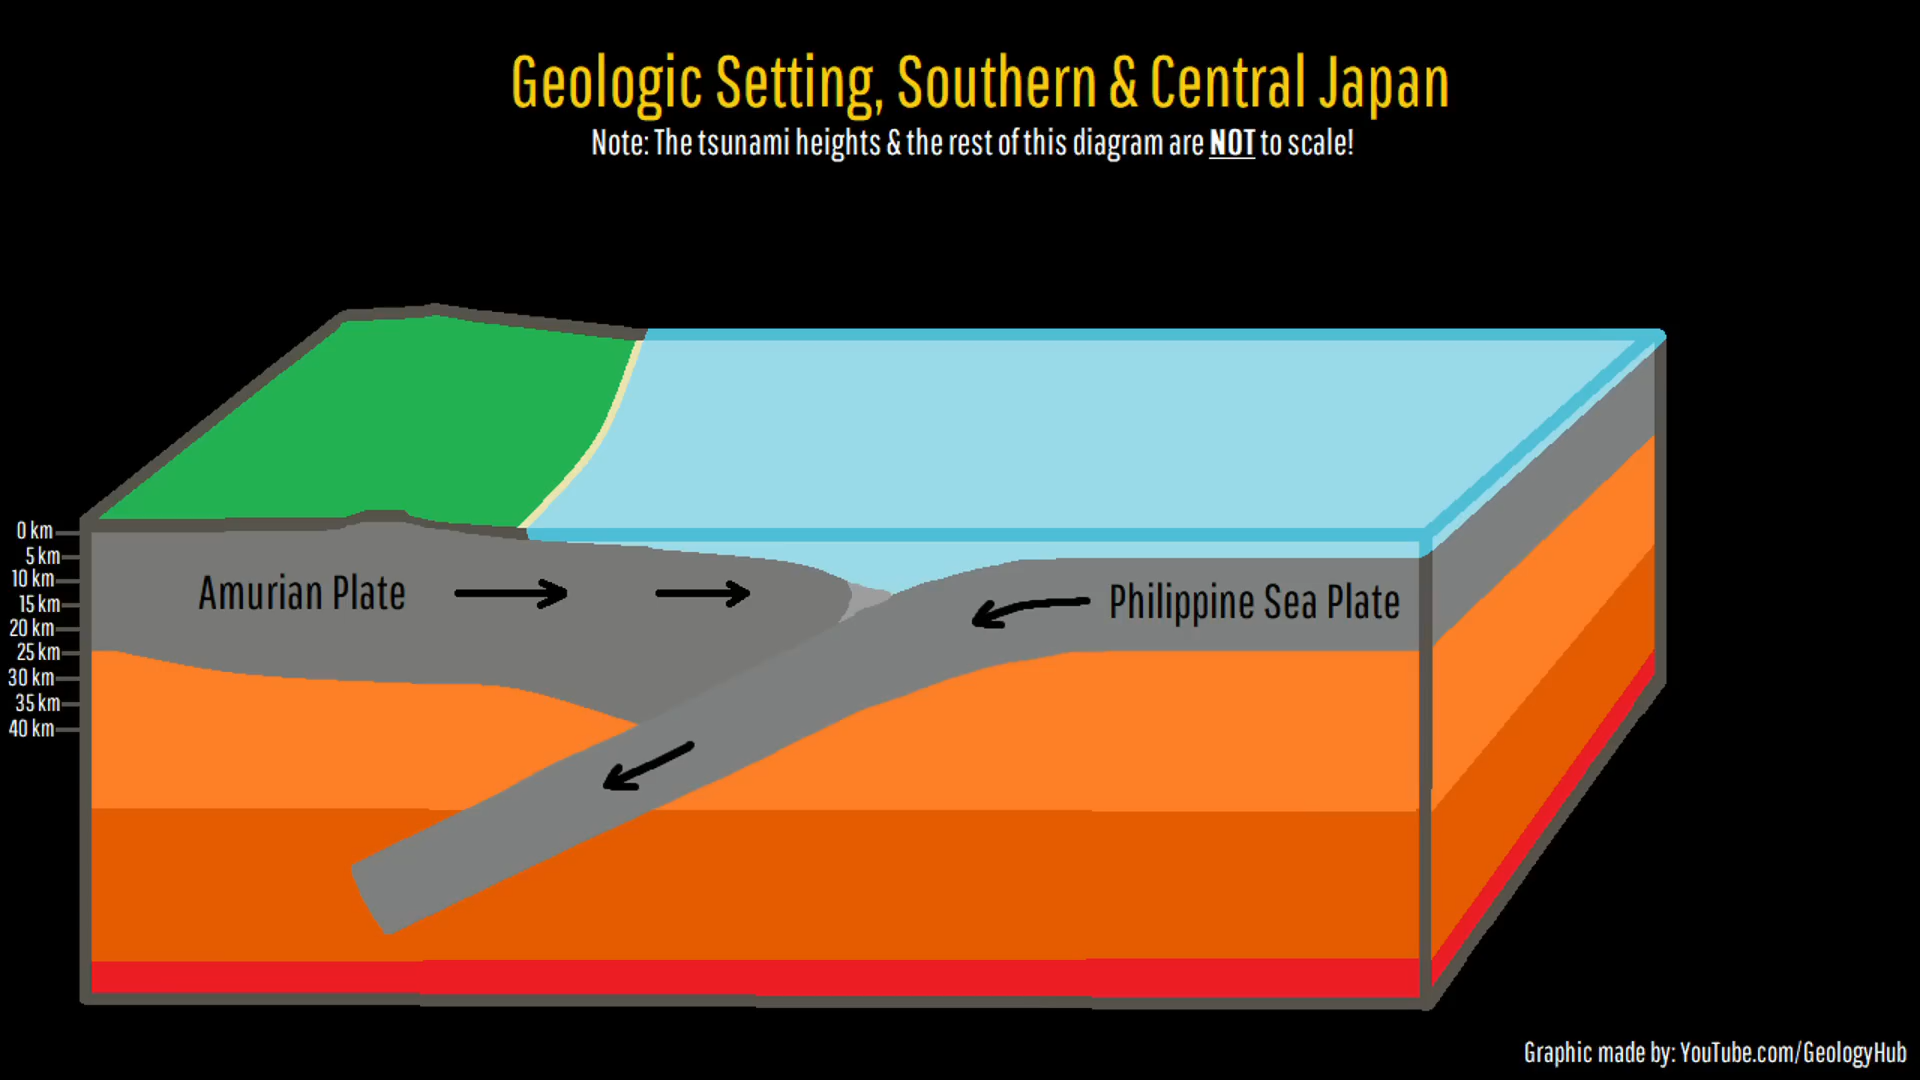 Geologic Setting, Southern & Central Japan
Note: The tsunami heights & the rest of this diagram are NOT to scale!
0 km
5 km
10 km
15 km
20 km
25 km
30 km
35 km
40 km
Amurian Plate
Philippine Sea Plate
Graphic made by: YouTube.com/GeologyHub